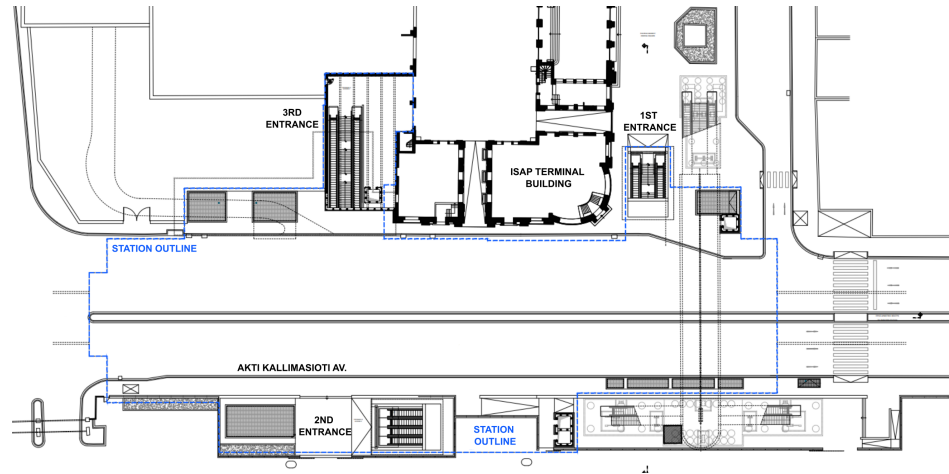 3RD
ENTRANCE
1ST
ENTRANCE
ISAP TERMINAL
BUILDING
STATION OUTLINE
AKTI KALLIMASIOTI AV.
2ND
ENTRANCE
STATION
OUTLINE